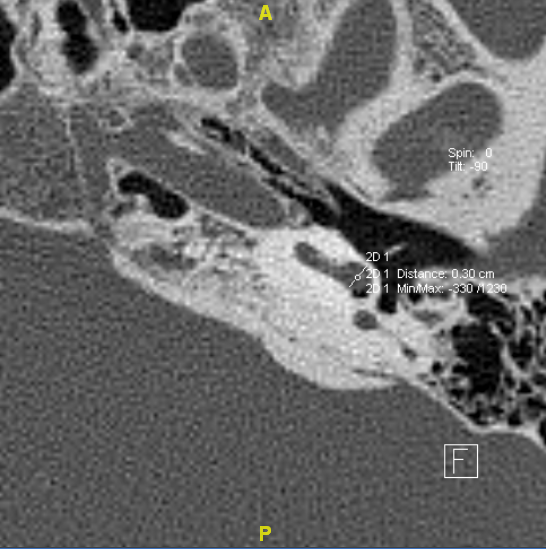 A
Spin: 0
Tilt: -90
2D 1
2D 1 Distance: 0.30 cm
2D 1 Min/Max: -330 /1230
F
P